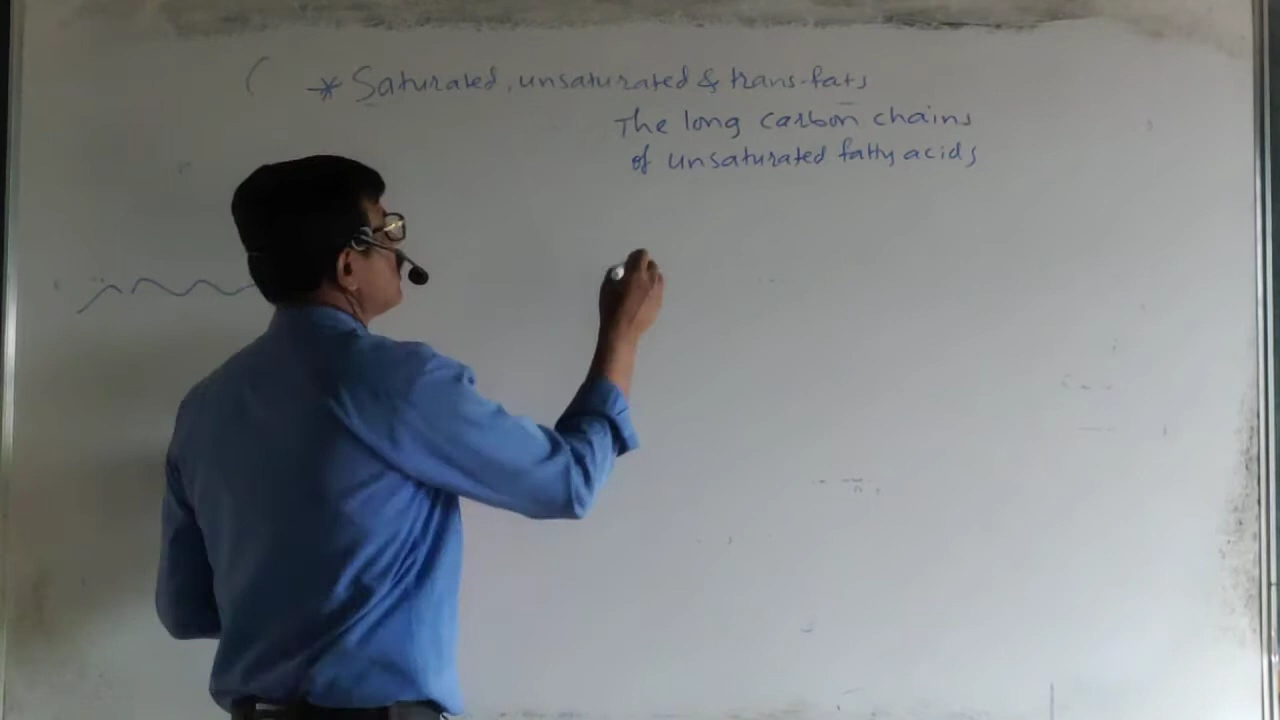 * Saturated, unsaturated & trans-fats
The long carbon chains
of unsaturated fatty acids